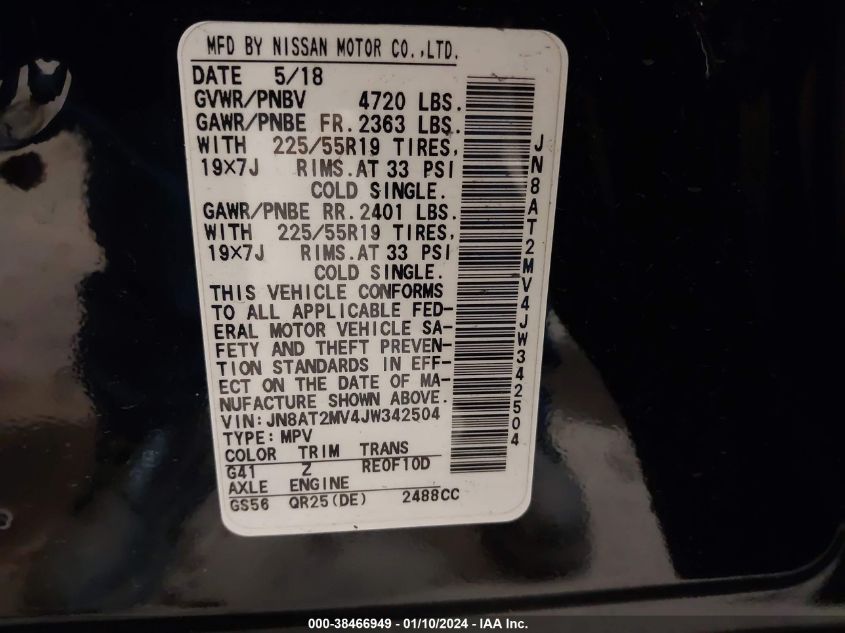 MFD BY NISSAN MOTOR CO.,LTD.
DATE 5/18
GVWR/PNBV 4720 LBS.
GAWR/PNBE FR. 2363 LBS.
WITH 225/55R19 TIRES,
19×7J RIMS.AT 33 PSI
COLD SINGLE.
GAWR/PNBE RR. 2401 LBS.
WITH 225/55R19 TIRES,
19×7J RIMS.AT 33 PSI
COLD SINGLE.
THIS VEHICLE CONFORMS
TO ALL APPLICABLE FED-
ERAL MOTOR VEHICLE SA-
FETY AND THEFT PREVEN-
TION STANDARDS IN EFF-
ECT ON THE DATE OF MA-
NUFACTURE SHOWN ABOVE.
VIN:JN8AT2MV4JW342504
TYPE:MPV
COLOR TRIM TRANS
G41 Z RE0F10D
AXLE ENGINE
GS56 QR25(DE) 2488CC
JN8AT2MV4JW342504
000-38466949 - 01/10/2024 - IAA Inc.